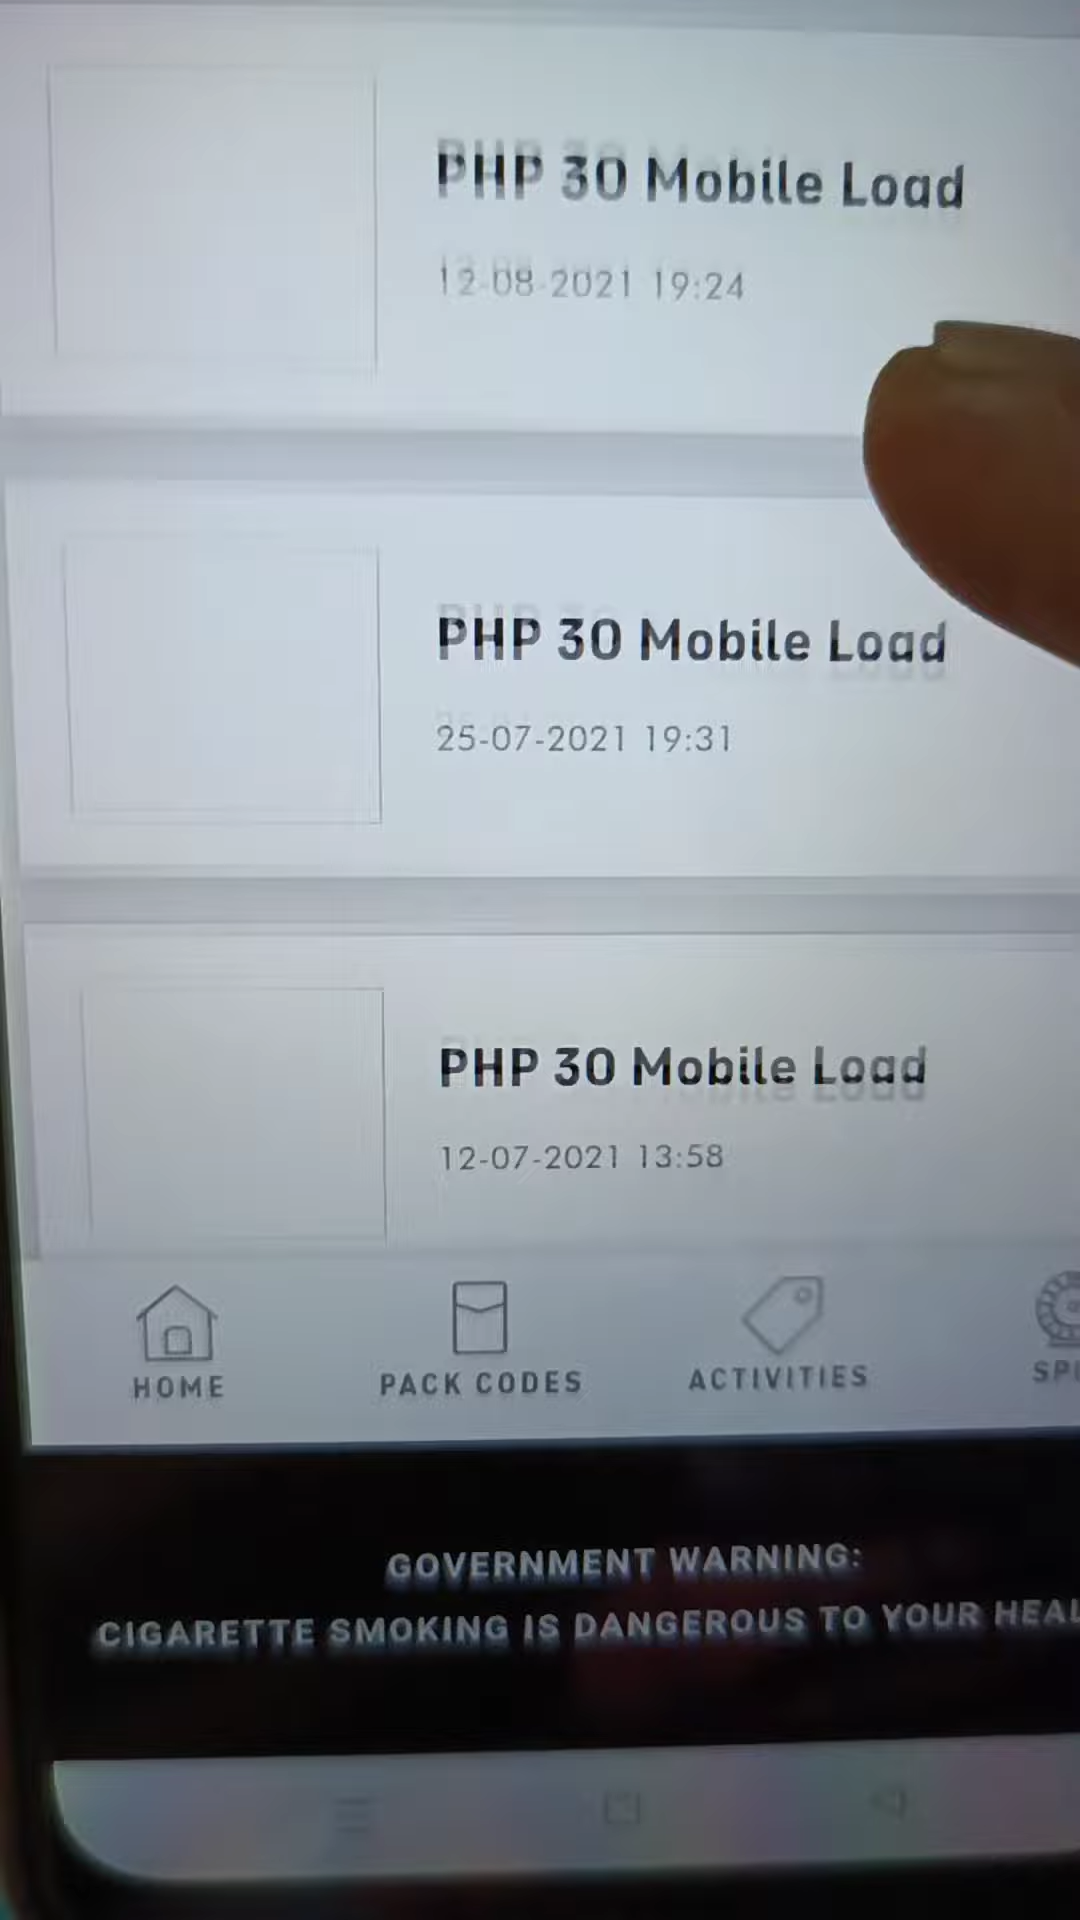 PHP 30 Mobile Load
12-08-2021 19:24
PHP 30 Mobile Load
25-07-2021 19:31
PHP 30 Mobile Load
12-07-2021 13:58
HOME
PACK CODES
ACTIVITIES
GOVERNMENT WARNING:
CIGARETTE SMOKING IS DANGEROUS TO YOUR